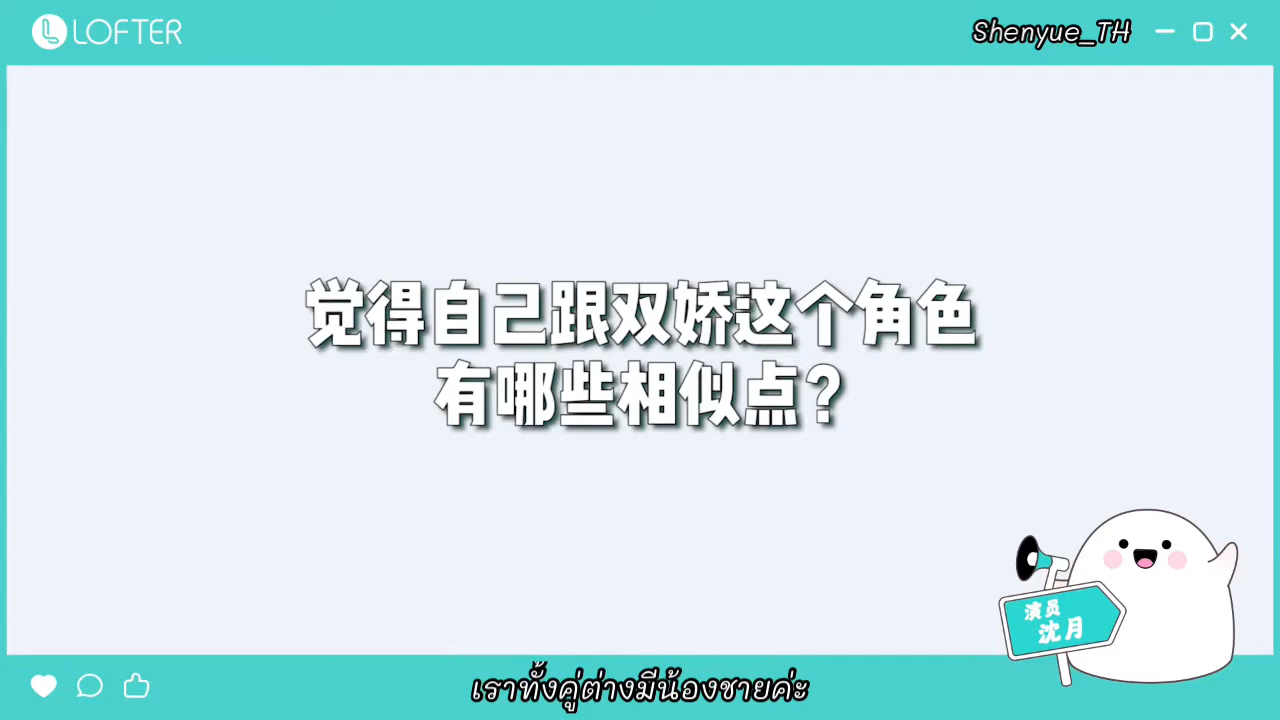 LOFTER
Shenyue_TH
觉得自己跟双娇这个角色
有哪些相似点？
演员
沈月
เราทั้งคู่ต่างมีน้องชายค่ะ